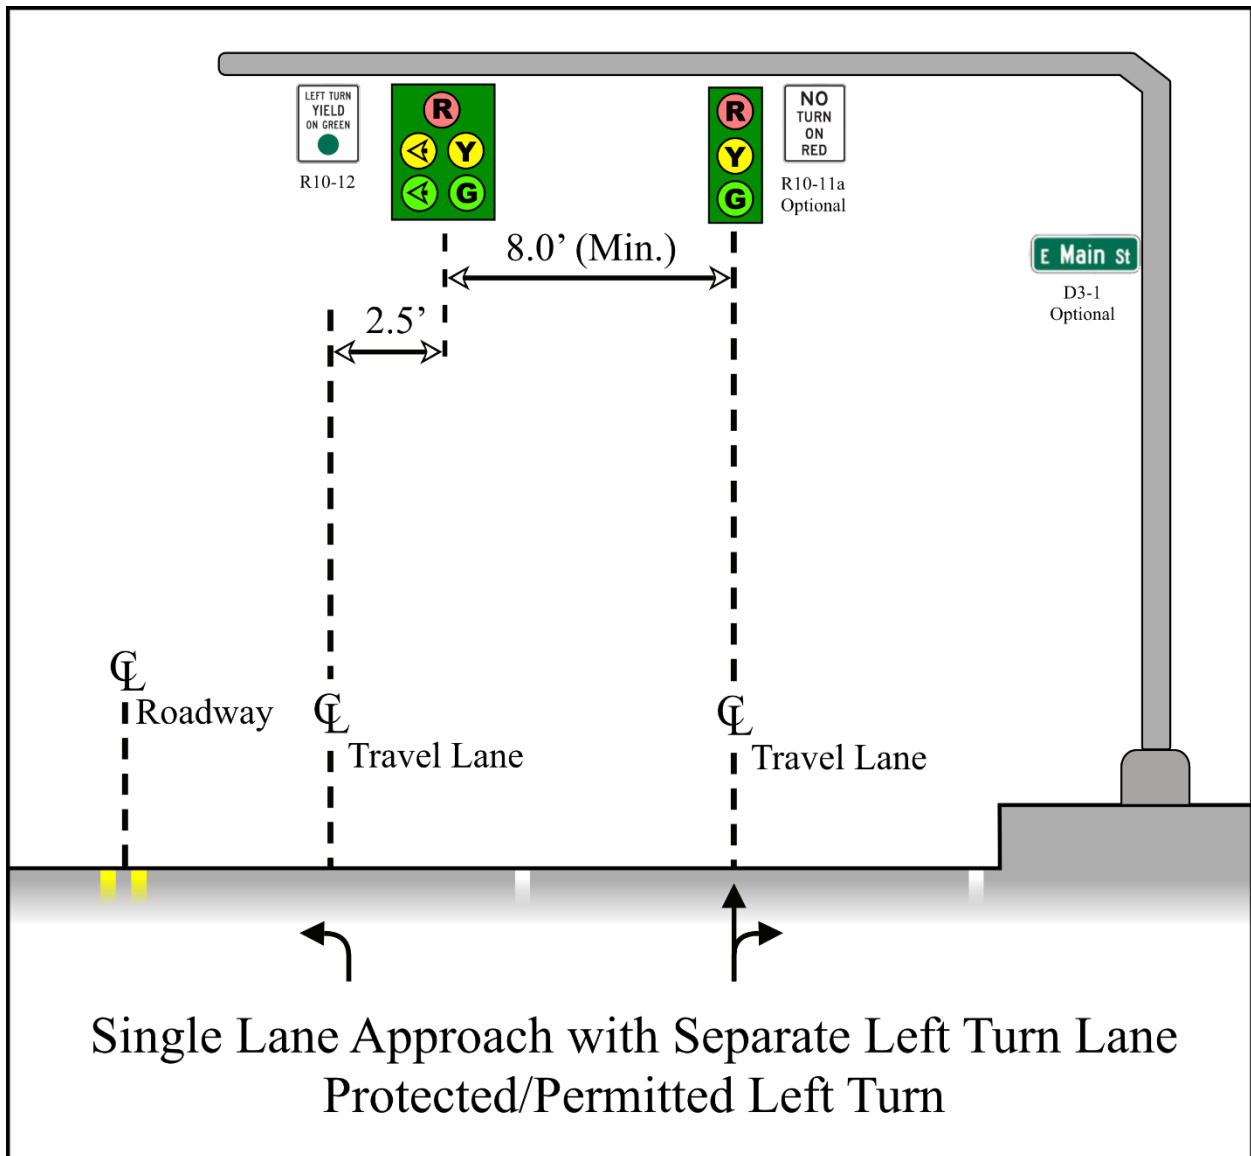 LEFT TURN
YIELD
ON GREEN
R10-12
R
Y
G
R
Y
G
NO
TURN
ON
RED
R10-11a
Optional
8.0’ (Min.)
E Main St
D3-1
Optional
2.5’
℄
Roadway
℄
Travel Lane
℄
Travel Lane
Single Lane Approach with Separate Left Turn Lane
Protected/Permitted Left Turn